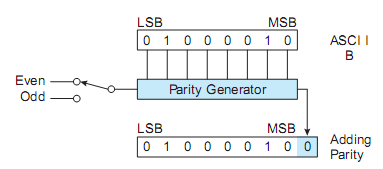 LSB MSB
0 1 0 0 0 0 1 0 ASCI I
B
Even
Odd
Parity Generator
LSB MSB
0 1 0 0 0 0 1 0 0 Adding
Parity